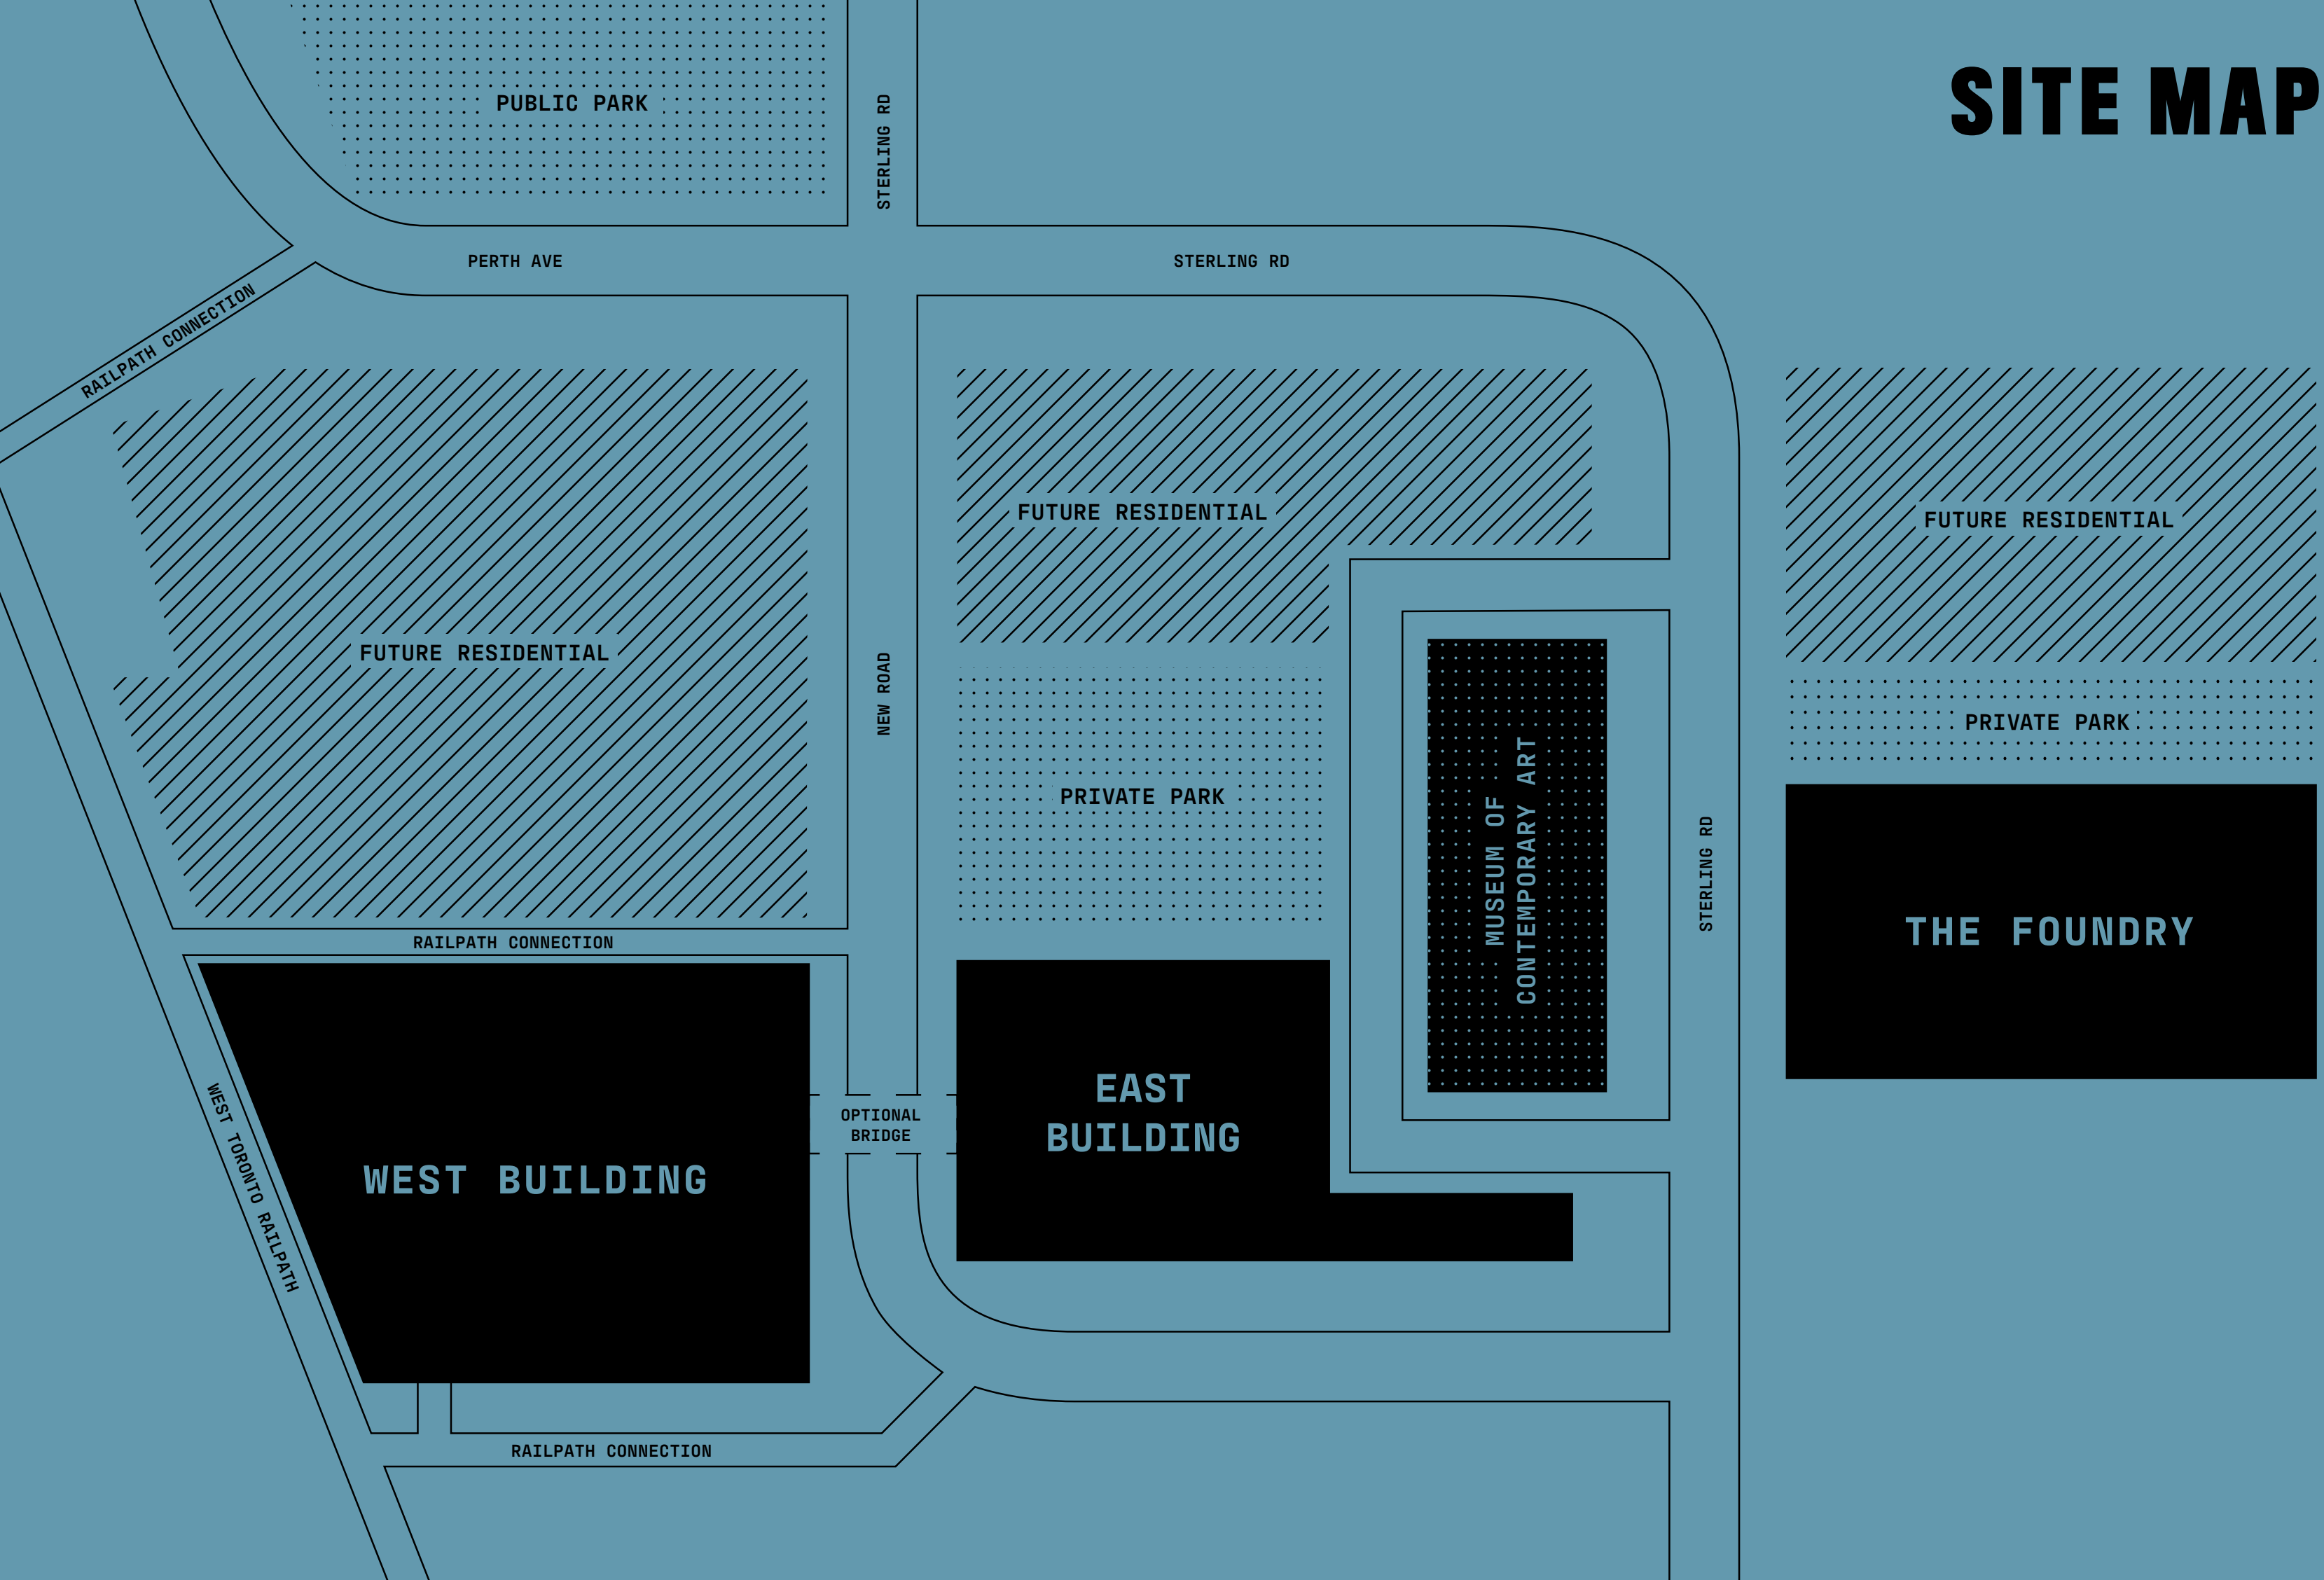 SITE MAP
PUBLIC PARK
STERLING RD
PERTH AVE
STERLING RD
RAILPATH CONNECTION
FUTURE RESIDENTIAL
FUTURE RESIDENTIAL
FUTURE RESIDENTIAL
NEW ROAD
PRIVATE PARK
PRIVATE PARK
MUSEUM OF
CONTEMPORARY ART
STERLING RD
THE FOUNDRY
RAILPATH CONNECTION
EAST
BUILDING
OPTIONAL
BRIDGE
WEST BUILDING
WEST TORONTO RAILPATH
RAILPATH CONNECTION